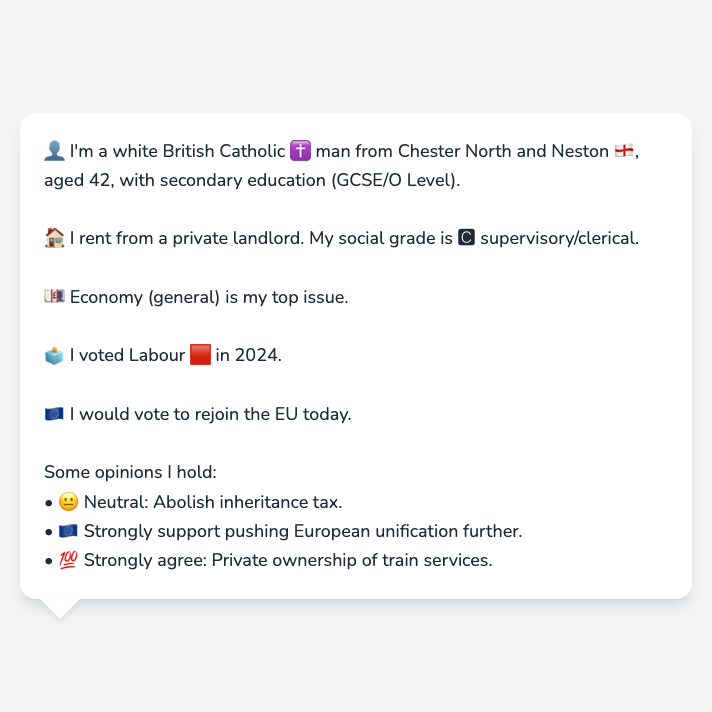 👤 I'm a white British Catholic ✝️ man from Chester North and Neston 🏴󠁧󠁢󠁥󠁮󠁧󠁿,
aged 42, with secondary education (GCSE/O Level).
🏠 I rent from a private landlord. My social grade is 🅲 supervisory/clerical.
💷 Economy (general) is my top issue.
🗳️ I voted Labour 🟥 in 2024.
🇪🇺 I would vote to rejoin the EU today.
Some opinions I hold:
• 😐 Neutral: Abolish inheritance tax.
• 🇪🇺 Strongly support pushing European unification further.
• 💯 Strongly agree: Private ownership of train services.